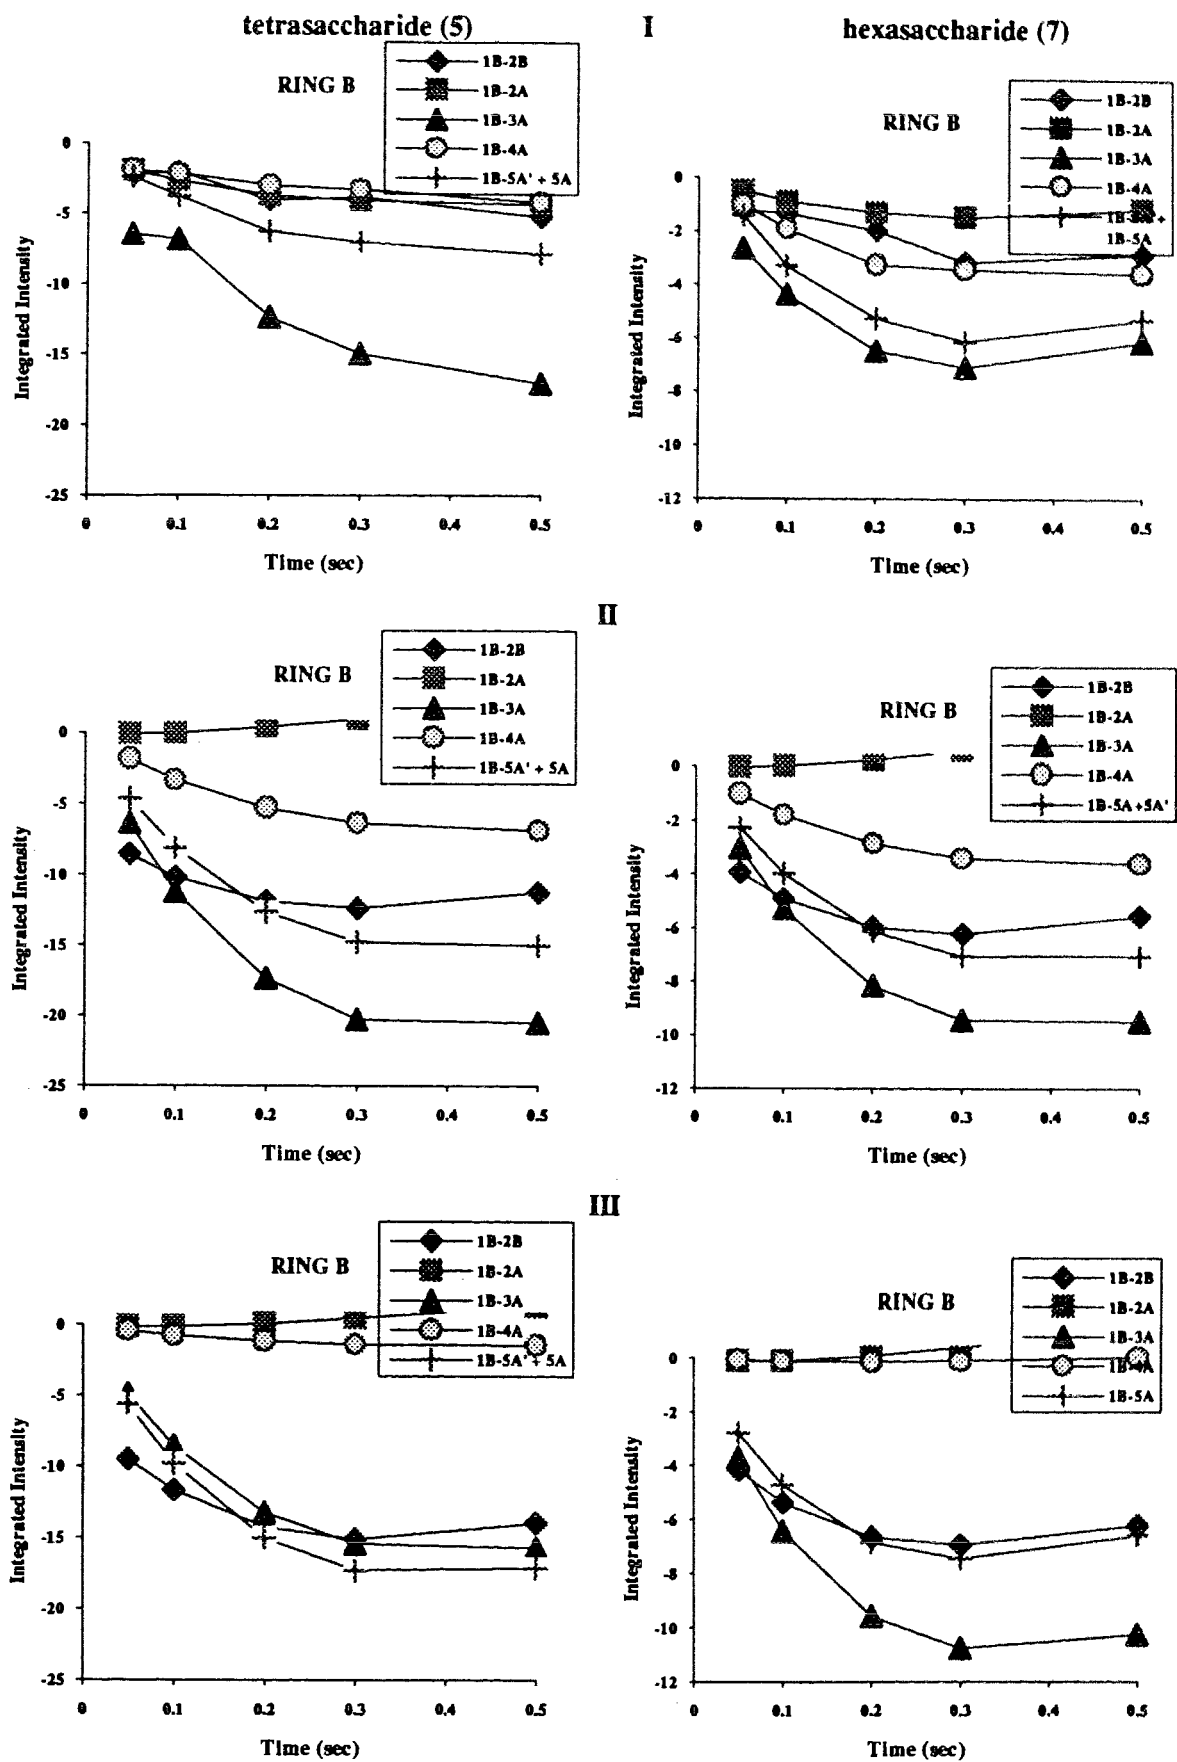 tetrasaccharide (5)
I
hexasaccharide (7)
RING B
1B-2B
1B-2A
1B-3A
1B-4A
1B-5A' + 5A
0
-5
-10
-15
-20
-25
Integrated Intensity
0
0.1
0.2
0.3
0.4
0.5
Time (sec)
RING B
1B-2B
1B-2A
1B-3A
1B-4A
1B-5A
0
-2
-4
-6
-8
-10
-12
Integrated Intensity
0
0.1
0.2
0.3
0.4
0.5
Time (sec)
II
RING B
1B-2B
1B-2A
1B-3A
1B-4A
1B-5A' + 5A
0
-5
-10
-15
-20
-25
Integrated Intensity
0
0.1
0.2
0.3
0.4
0.5
Time (sec)
RING B
1B-2B
1B-2A
1B-3A
1B-4A
1B-5A+5A'
0
-2
-4
-6
-8
-10
-12
Integrated Intensity
0
0.1
0.2
0.3
0.4
0.5
Time (sec)
III
RING B
1B-2B
1B-2A
1B-3A
1B-4A
1B-5A' + 5A
0
-5
-10
-15
-20
-25
Integrated Intensity
0
0.1
0.2
0.3
0.4
0.5
Time (sec)
RING B
1B-2B
1B-2A
1B-3A
1B-4A
1B-5A
0
-2
-4
-6
-8
-10
-12
Integrated Intensity
0
0.1
0.2
0.3
0.4
0.5
Time (sec)